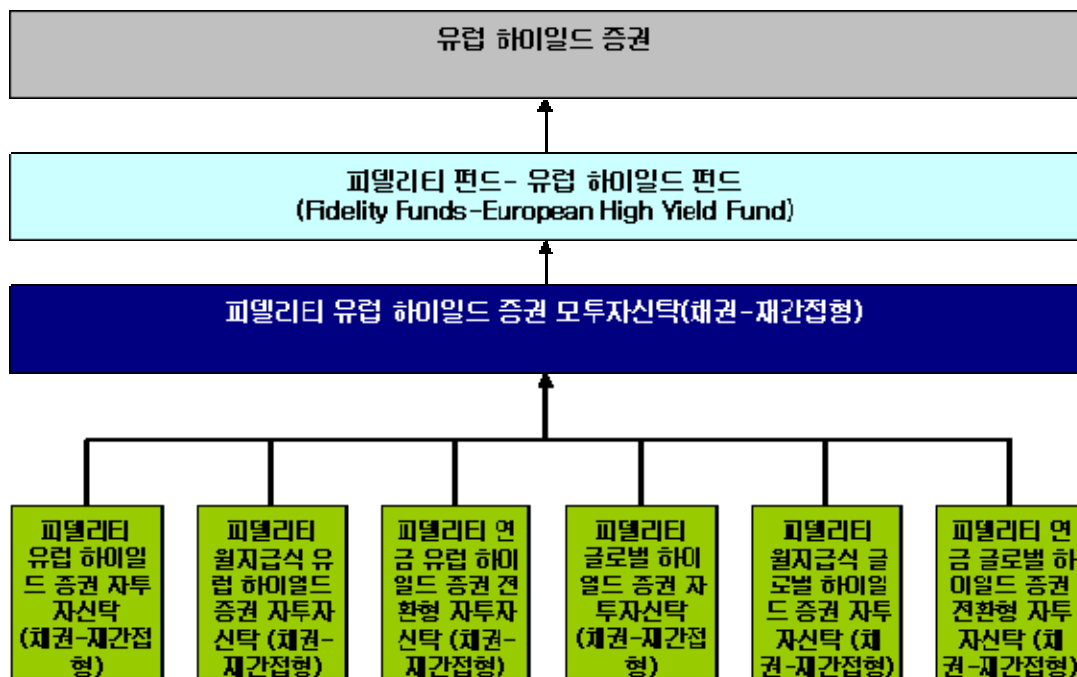 유럽 하이일드 증권
피델리티 펀드- 유럽 하이일드 펀드
(Fidelity Funds-European High Yield Fund)
피델리티 유럽 하이일드 증권 모투자신탁(채권-재간접형)
피델리티
유럽 하이일
드 증권 자투
자신탁
(채권-재간접
형)
피델리티
월지급식 유
럽 하이일드
증권 자투자
신탁 (채권-
재간접형)
피델리티 연
금 유럽 하이
일드 증권 전
환형 자투자
신탁 (채권-
재간접형)
피델리티
글로벌 하이
일드 증권 자
투자신탁
(채권-재간접
형)
피델리티
월지급식 글
로벌 하이일
드 증권 자투
자신탁 (채
권-재간접형)
피델리티 연
금 글로벌 하
이일드 증권
전환형 자투
자신탁 (채
권-재간접형)